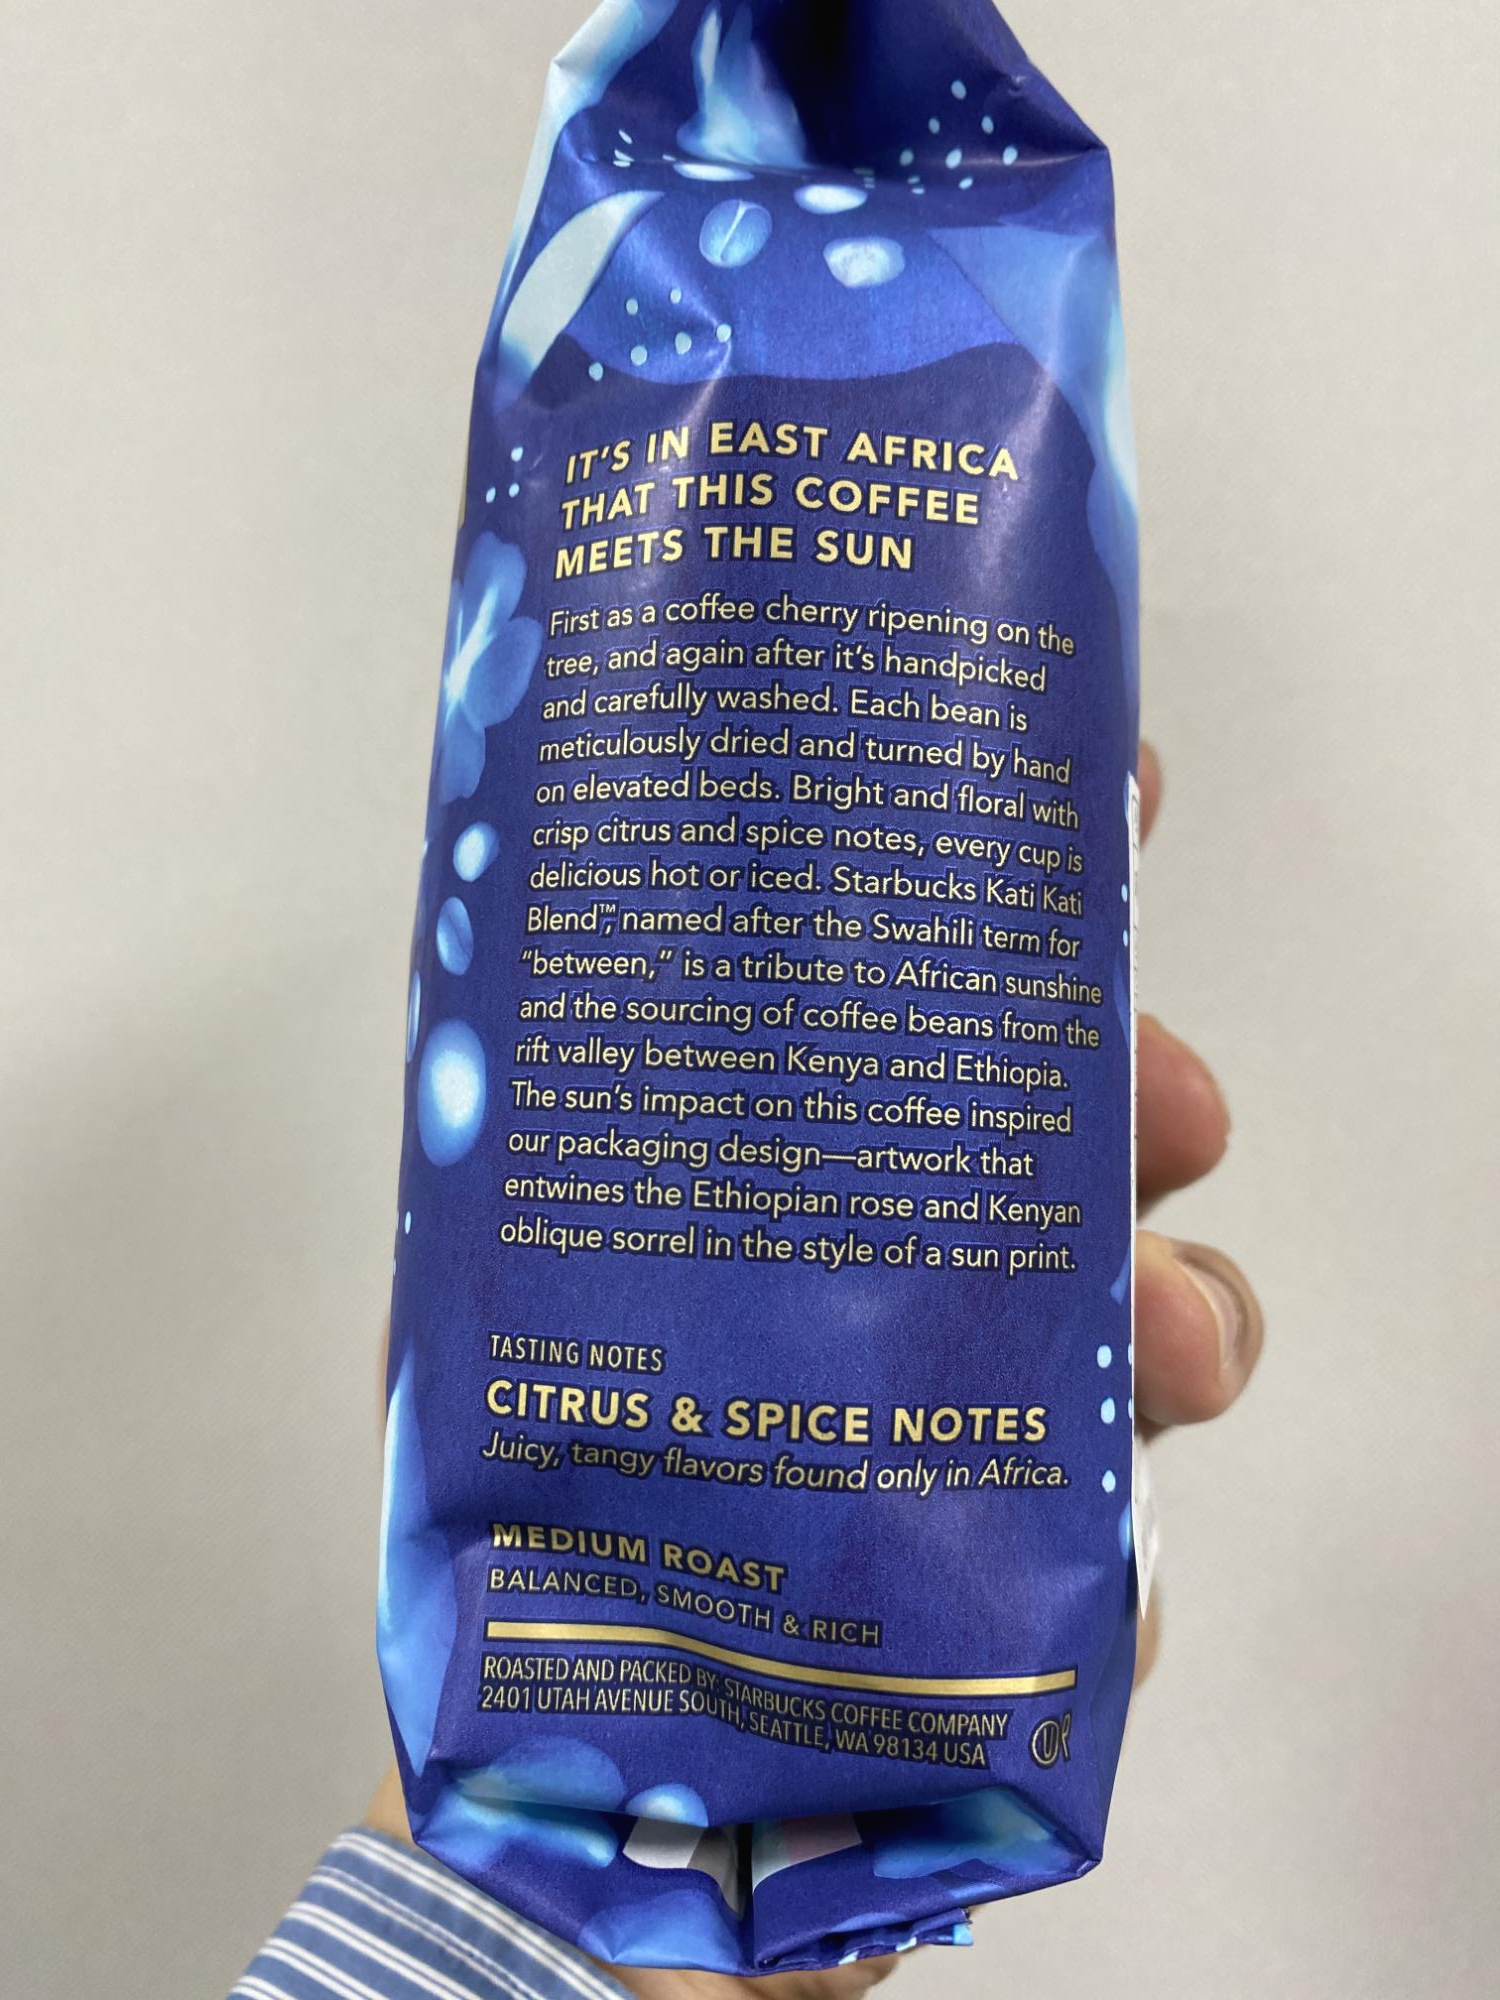 IT'S IN EAST AFRICA
THAT THIS COFFEE
MEETS THE SUN
First as a coffee cherry ripening on the
tree, and again after it's handpicked
and carefully washed. Each bean is
meticulously dried and turned by hand
on elevated beds. Bright and floral with
crisp citrus and spice notes, every cup is
delicious hot or iced. Starbucks Kati Kati
Blend™, named after the Swahili term for
“between,” is a tribute to African sunshine
and the sourcing of coffee beans from the
rift valley between Kenya and Ethiopia.
The sun's impact on this coffee inspired
our packaging design—artwork that
entwines the Ethiopian rose and Kenyan
oblique sorrel in the style of a sun print.
TASTING NOTES
CITRUS & SPICE NOTES
Juicy, tangy flavors found only in Africa.
MEDIUM ROAST
BALANCED, SMOOTH & RICH
ROASTED AND PACKED BY: STARBUCKS COFFEE COMPANY
2401 UTAH AVENUE SOUTH, SEATTLE, WA 98134 USA
U P